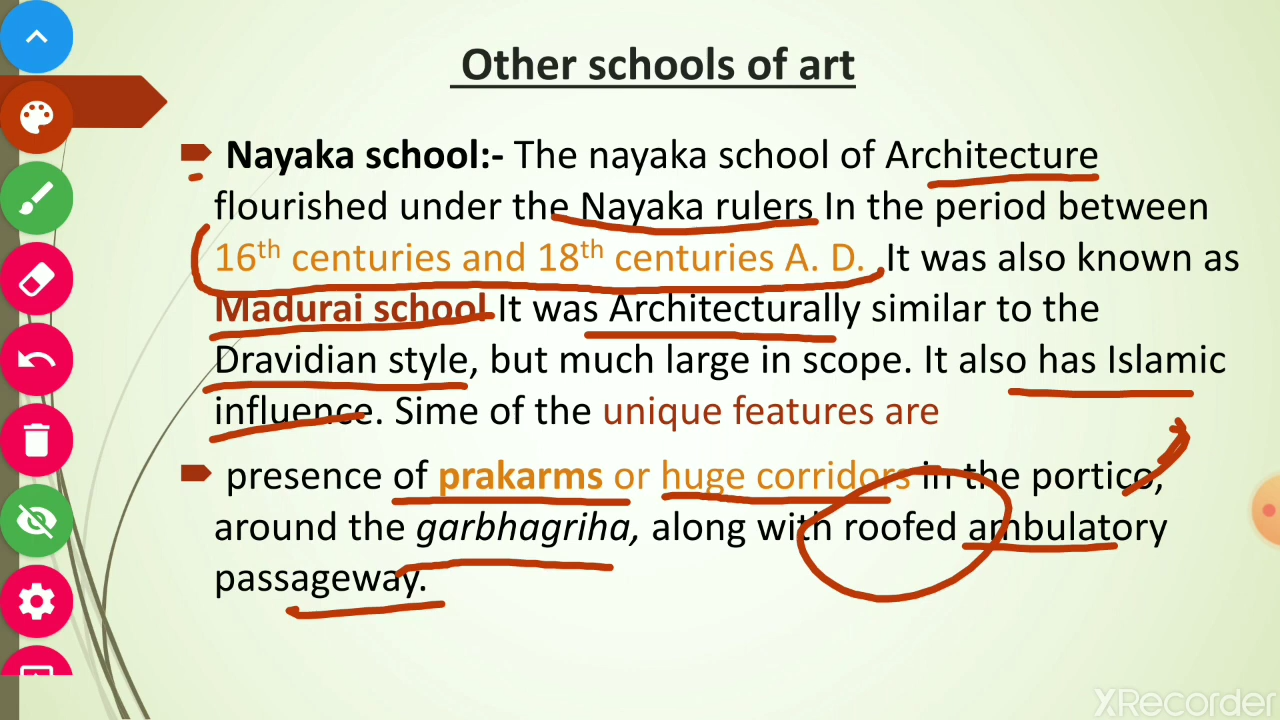 Other schools of art
Nayaka school:- The nayaka school of Architecture
flourished under the Nayaka rulers In the period between
16th centuries and 18th centuries A. D. It was also known as
Madurai school It was Architecturally similar to the
Dravidian style, but much large in scope. It also has Islamic
influence. Sime of the unique features are
presence of prakarms or huge corridors in the portico,
around the garbhagriha, along with roofed ambulatory
passageway.
XRecorder